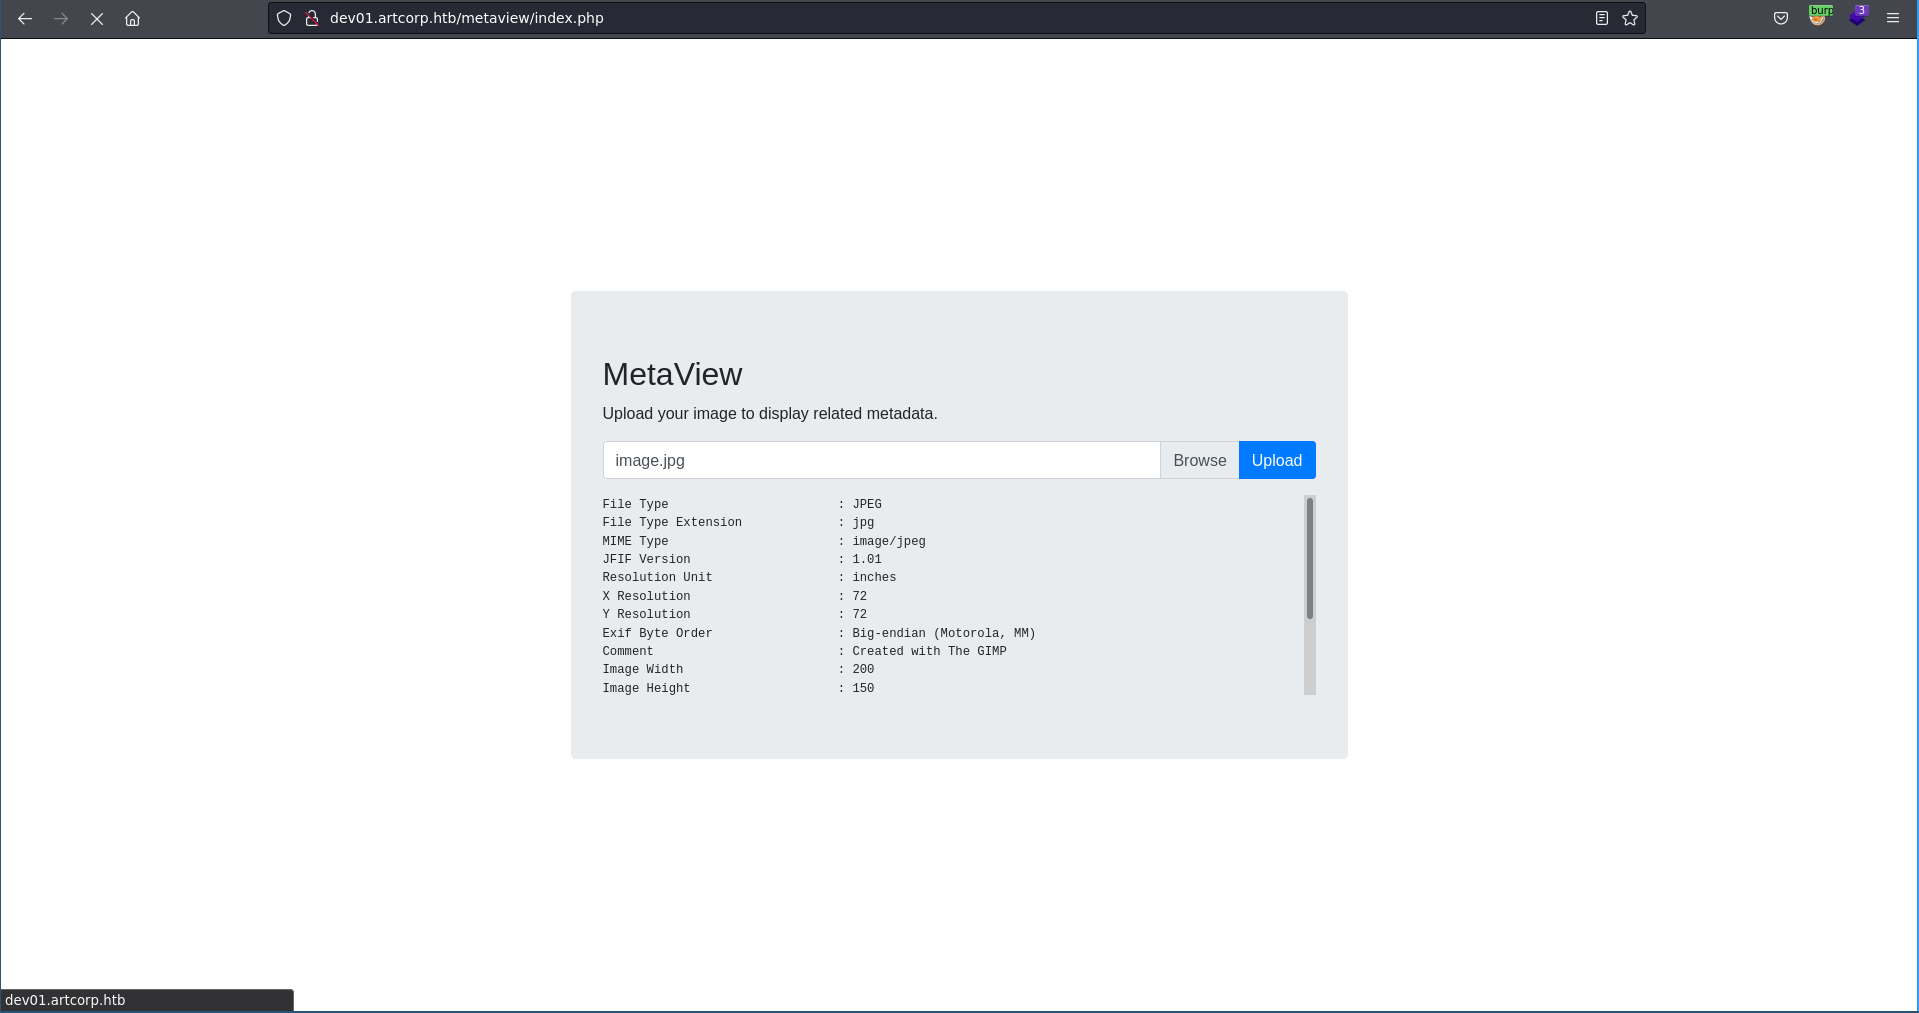 dev01.artcorp.htb/metaview/index.php
burp
3
MetaView
Upload your image to display related metadata.
image.jpg Browse Upload
File Type : JPEG
File Type Extension : jpg
MIME Type : image/jpeg
JFIF Version : 1.01
Resolution Unit : inches
X Resolution : 72
Y Resolution : 72
Exif Byte Order : Big-endian (Motorola, MM)
Comment : Created with The GIMP
Image Width : 200
Image Height : 150
dev01.artcorp.htb